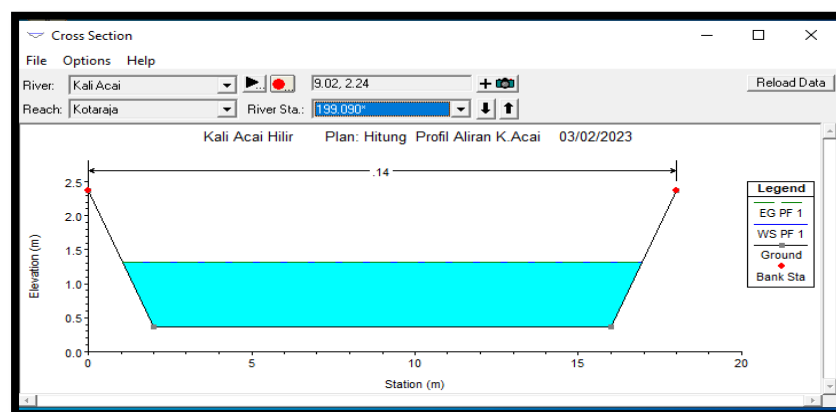 Cross Section
File Options Help
River: Kali Acai 9.02, 2.24 Reload Data
Reach: Kotaraja River Sta.: 199.090*
Kali Acai Hilir Plan: Hitung Profil Aliran K.Acai 03/02/2023
.14
2.5
2.0
1.5
1.0
0.5
0.0
Elevation (m)
0 5 10 15 20
Station (m)
Legend
EG PF 1
WS PF 1
Ground
Bank Sta